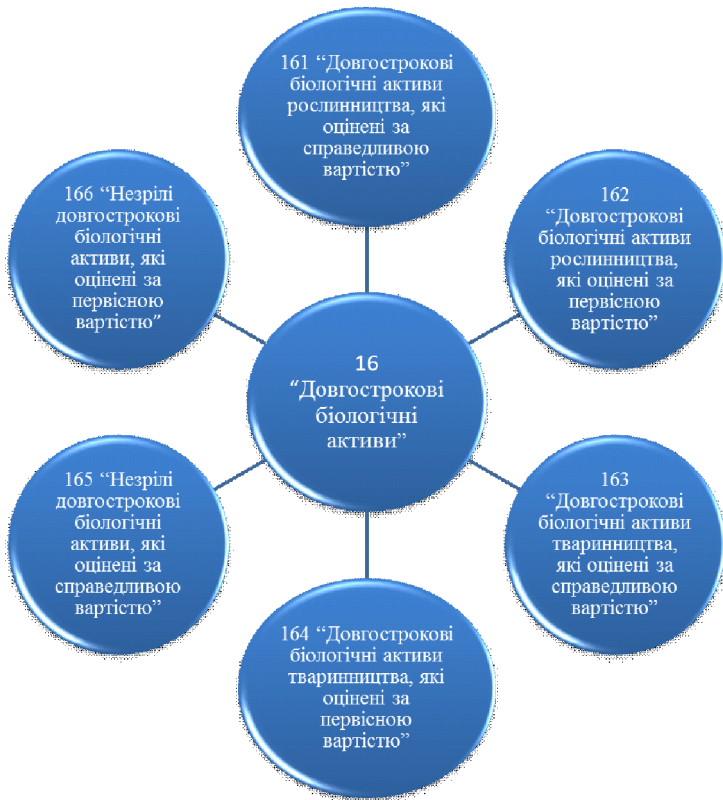 161 “Довгострокові
біологічні активи
рослинництва, які
оцінені за
справедливою
вартістю”
162
“Довгострокові
біологічні активи
рослинництва,
які оцінені за
первісною
вартістю”
163
“Довгострокові
біологічні активи
тваринництва,
які оцінені за
справедливою
вартістю”
164 “Довгострокові
біологічні активи
тваринництва, які
оцінені за
первісною
вартістю”
165 “Незрілі
довгострокові
біологічні
активи, які
оцінені за
справедливою
вартістю”
166 “Незрілі
довгострокові
біологічні
активи, які
оцінені за
первісною
вартістю”
16
“Довгострокові
біологічні
активи”